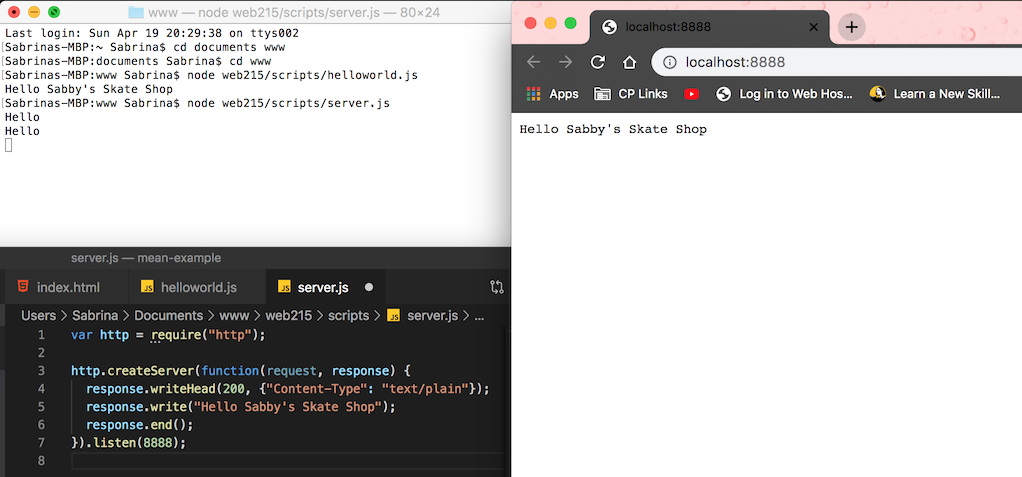 www — node web215/scripts/server.js — 80×24
Last login: Sun Apr 19 20:29:38 on ttys002
[Sabrinas-MBP:~ Sabrina$ cd documents www
[Sabrinas-MBP:documents Sabrina$ cd www
[Sabrinas-MBP:www Sabrina$ node web215/scripts/helloworld.js
Hello Sabby's Skate Shop
[Sabrinas-MBP:www Sabrina$ node web215/scripts/server.js
Hello
Hello
server.js — mean-example
index.html JS helloworld.js JS server.js
Users > Sabrina > Documents > www > web215 > scripts > JS server.js > ...
1 var http = require("http");
2
3 http.createServer(function(request, response) {
4 response.writeHead(200, {"Content-Type": "text/plain"});
5 response.write("Hello Sabby's Skate Shop");
6 response.end();
7 }).listen(8888);
8
localhost:8888
localhost:8888
Apps CP Links Log in to Web Hos... Learn a New Skill...
Hello Sabby's Skate Shop